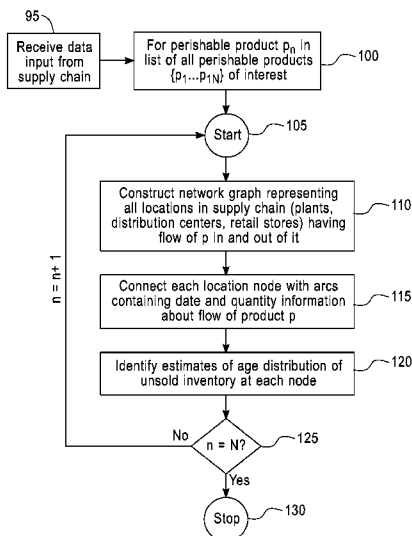 95
Receive data
input from
supply chain
For perishable product pn in
list of all perishable products
{p1...p1N} of interest
100
Start
105
Construct network graph representing
all locations in supply chain (plants,
distribution centers, retail stores) having
flow of p in and out of it
110
n = n+ 1
Connect each location node with arcs
containing date and quantity information
about flow of product p
115
Identify estimates of age distribution of
unsold inventory at each node
120
No
n = N?
125
Yes
Stop
130